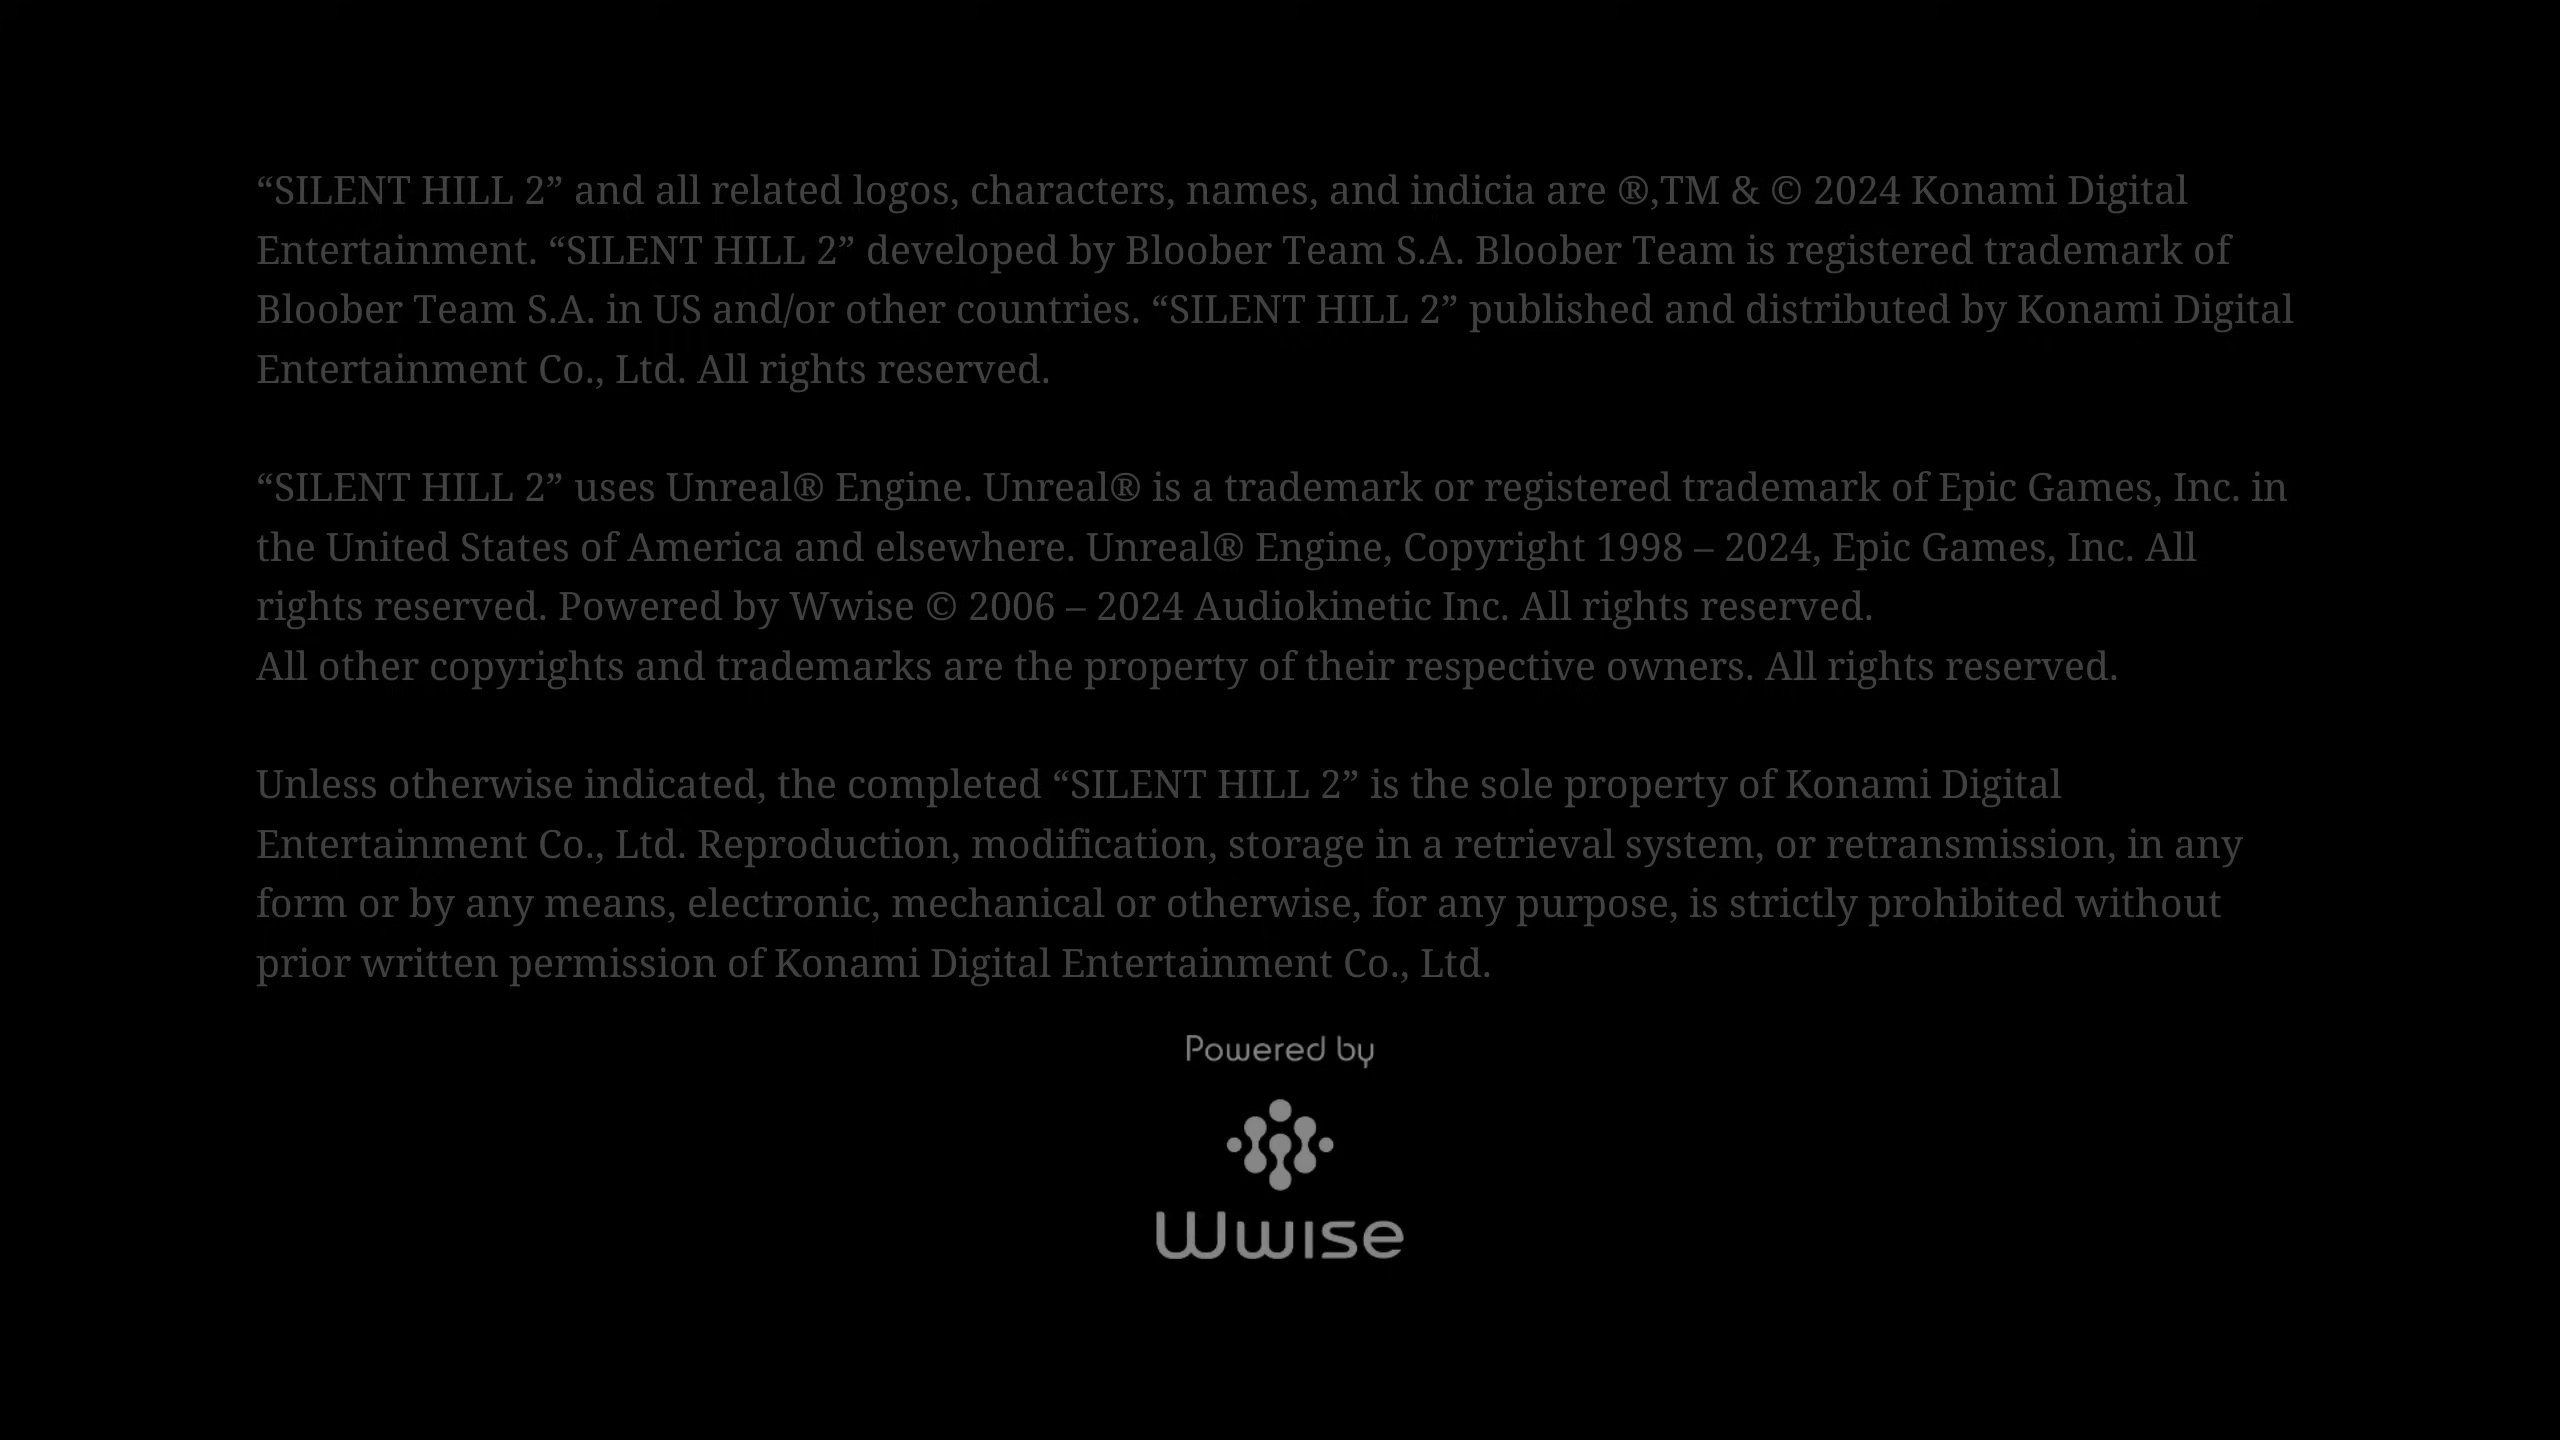 “SILENT HILL 2” and all related logos, characters, names, and indicia are ®,TM & © 2024 Konami Digital
Entertainment. “SILENT HILL 2” developed by Bloober Team S.A. Bloober Team is registered trademark of
Bloober Team S.A. in US and/or other countries. “SILENT HILL 2” published and distributed by Konami Digital
Entertainment Co., Ltd. All rights reserved.
“SILENT HILL 2” uses Unreal® Engine. Unreal® is a trademark or registered trademark of Epic Games, Inc. in
the United States of America and elsewhere. Unreal® Engine, Copyright 1998 – 2024, Epic Games, Inc. All
rights reserved. Powered by Wwise © 2006 – 2024 Audiokinetic Inc. All rights reserved.
All other copyrights and trademarks are the property of their respective owners. All rights reserved.
Unless otherwise indicated, the completed “SILENT HILL 2” is the sole property of Konami Digital
Entertainment Co., Ltd. Reproduction, modification, storage in a retrieval system, or retransmission, in any
form or by any means, electronic, mechanical or otherwise, for any purpose, is strictly prohibited without
prior written permission of Konami Digital Entertainment Co., Ltd.
Powered by
Wwise